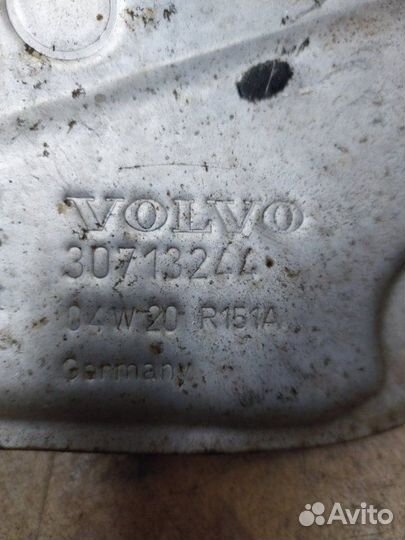 VOLVO
30713244
04W20 R151A
Germany
Avito